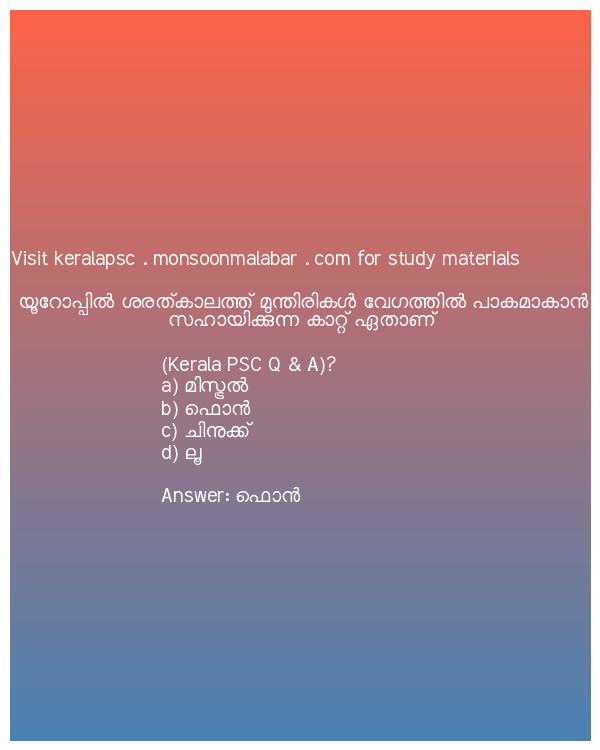 Visit keralapsc . monsoonmalabar . com for study materials
യൂറോപ്പിൽ ശരത്കാലത്ത് മുന്തിരികൾ വേഗത്തിൽ പാകമാകാൻ
സഹായിക്കുന്ന കാറ്റ് ഏതാണ്
(Kerala PSC Q & A)?
a) മിസ്ട്രൽ
b) ഫൊൻ
c) ചിനുക്ക്
d) ലൂ
Answer: ഫൊൻ